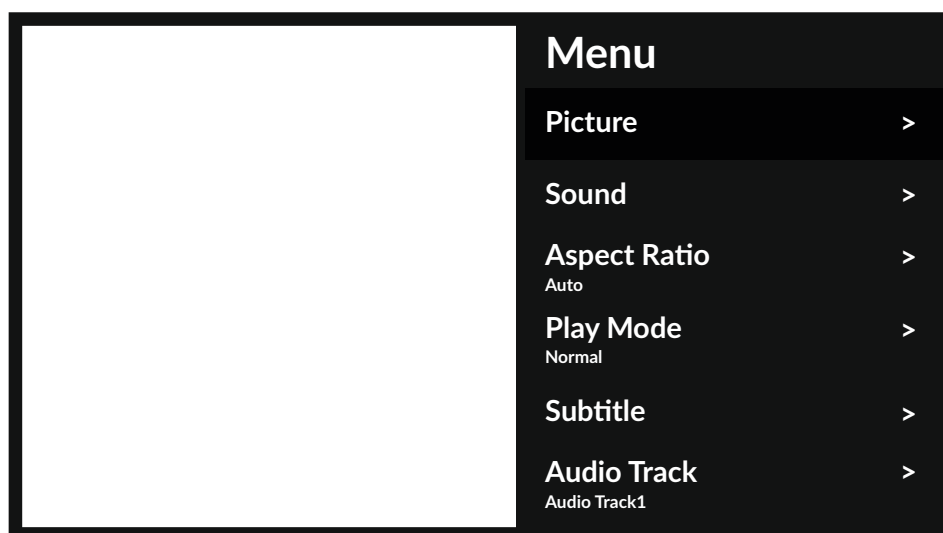 Menu
Picture >
Sound >
Aspect Ratio >
Auto
Play Mode >
Normal
Subtitle >
Audio Track >
Audio Track1